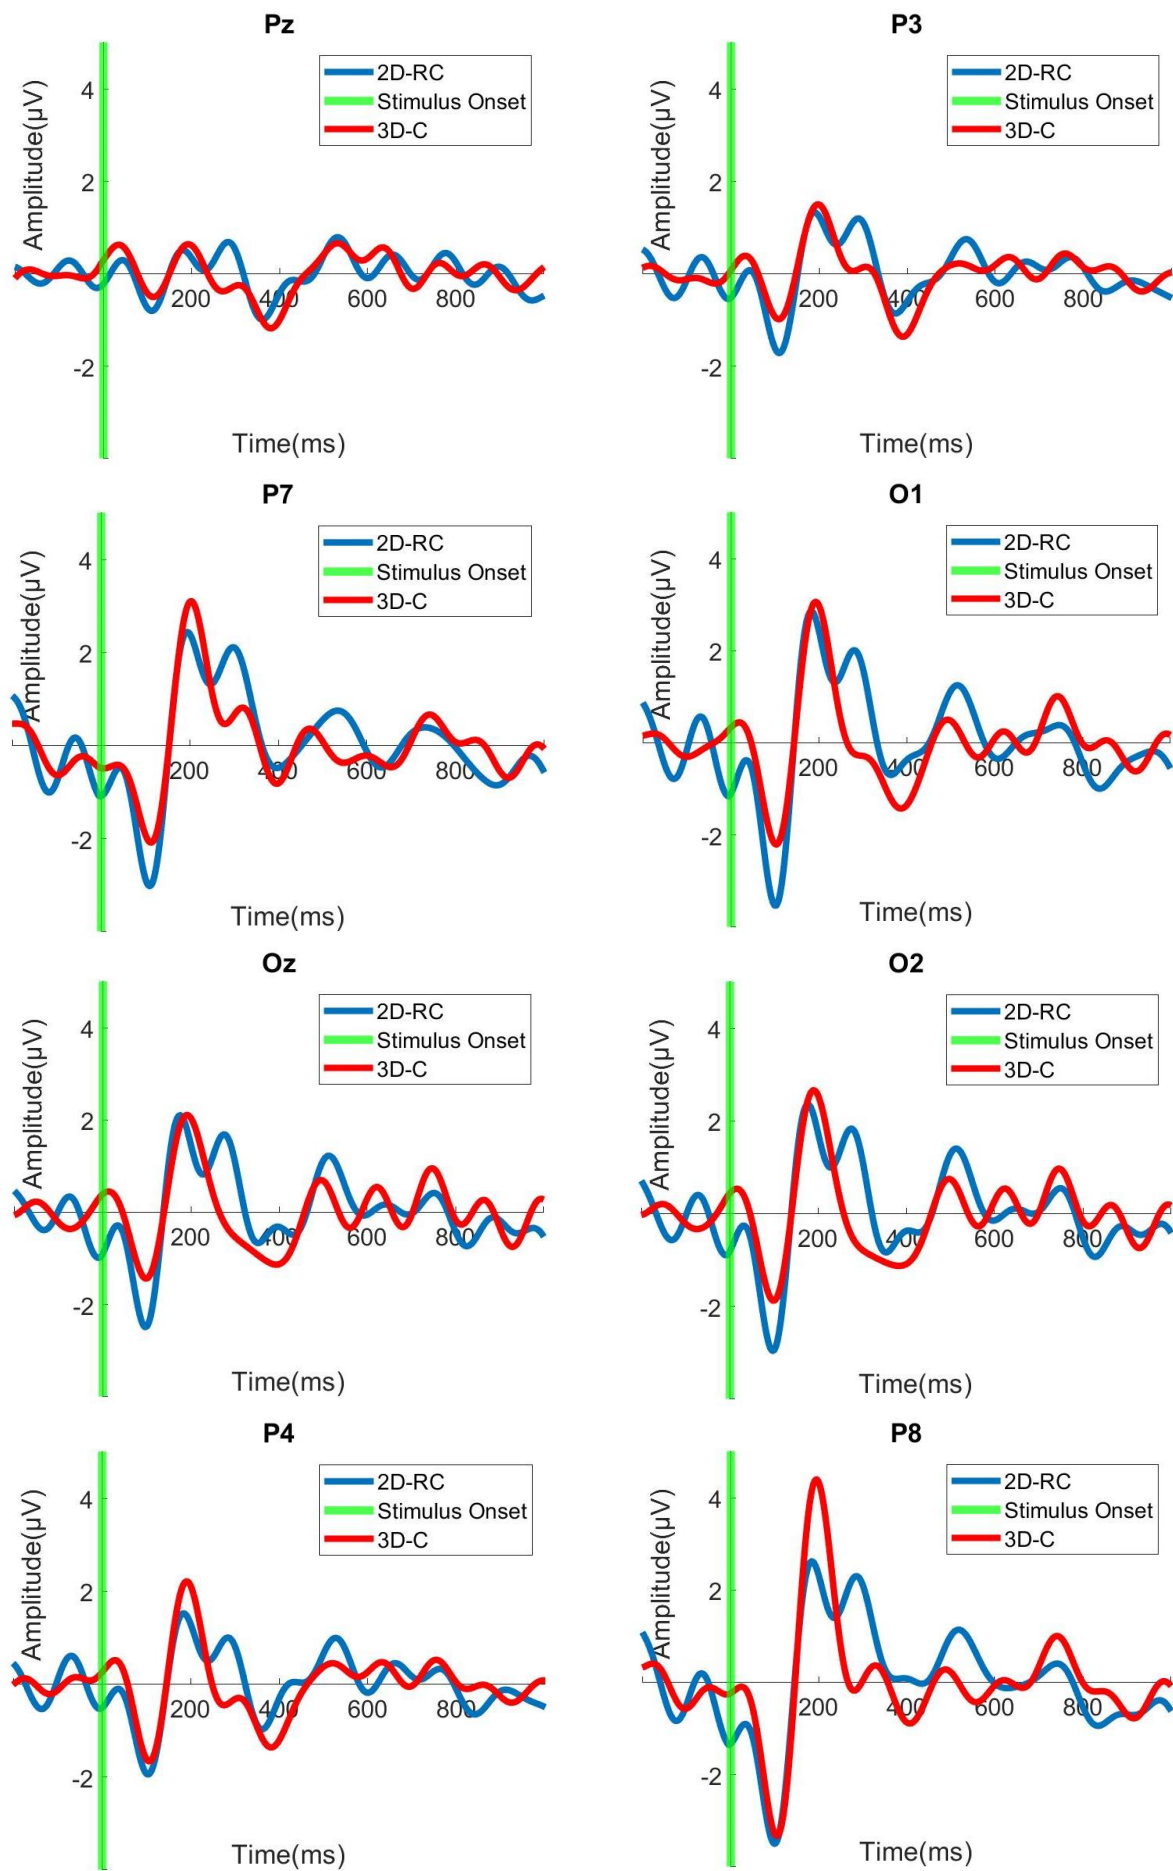 Pz
Amplitude(µV)
4
2
-2
200
400
600
800
Time(ms)
2D-RC
Stimulus Onset
3D-C
P3
Amplitude(µV)
4
2
-2
200
400
600
800
Time(ms)
2D-RC
Stimulus Onset
3D-C
P7
Amplitude(µV)
4
2
-2
200
400
600
800
Time(ms)
2D-RC
Stimulus Onset
3D-C
O1
Amplitude(µV)
4
2
-2
200
400
600
800
Time(ms)
2D-RC
Stimulus Onset
3D-C
Oz
Amplitude(µV)
4
2
-2
200
400
600
800
Time(ms)
2D-RC
Stimulus Onset
3D-C
O2
Amplitude(µV)
4
2
-2
200
400
600
800
Time(ms)
2D-RC
Stimulus Onset
3D-C
P4
Amplitude(µV)
4
2
-2
200
400
600
800
Time(ms)
2D-RC
Stimulus Onset
3D-C
P8
Amplitude(µV)
4
2
-2
200
400
600
800
Time(ms)
2D-RC
Stimulus Onset
3D-C